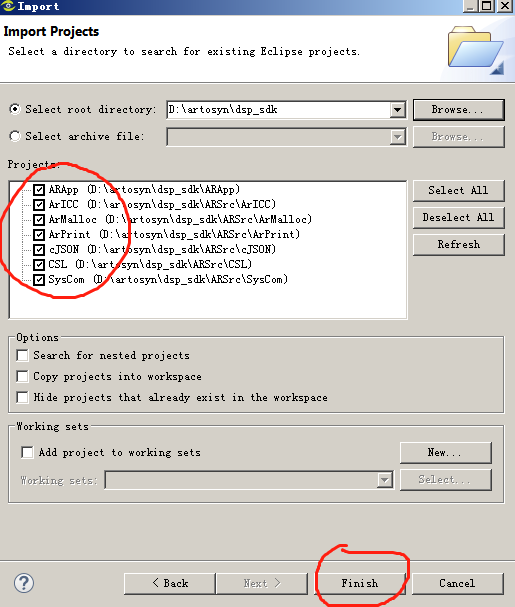 Import
Import Projects
Select a directory to search for existing Eclipse projects.
Select root directory: D:\artosyn\dsp_sdk Browse...
Select archive file: Browse...
Projects:
ARApp (D:\artosyn\dsp_sdk\ARApp)
ArICC (D:\artosyn\dsp_sdk\ARSrc\ArICC)
ArMalloc (D:\artosyn\dsp_sdk\ARSrc\ArMalloc)
ArPrint (D:\artosyn\dsp_sdk\ARSrc\ArPrint)
cJSON (D:\artosyn\dsp_sdk\ARSrc\cJSON)
CSL (D:\artosyn\dsp_sdk\ARSrc\CSL)
SysCom (D:\artosyn\dsp_sdk\ARSrc\SysCom)
Select All
Deselect All
Refresh
Options
Search for nested projects
Copy projects into workspace
Hide projects that already exist in the workspace
Working sets
Add project to working sets New...
Working sets: Select...
? < Back Next > Finish Cancel